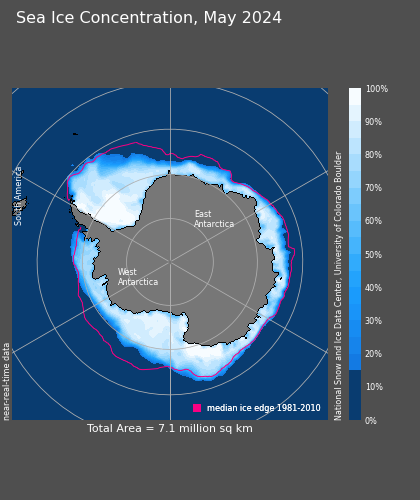 Sea Ice Concentration, May 2024
South America
East
Antarctica
West
Antarctica
near-real-time data
median ice edge 1981-2010
Total Area = 7.1 million sq km
100%
90%
80%
70%
60%
50%
40%
30%
20%
10%
0%
National Snow and Ice Data Center, University of Colorado Boulder